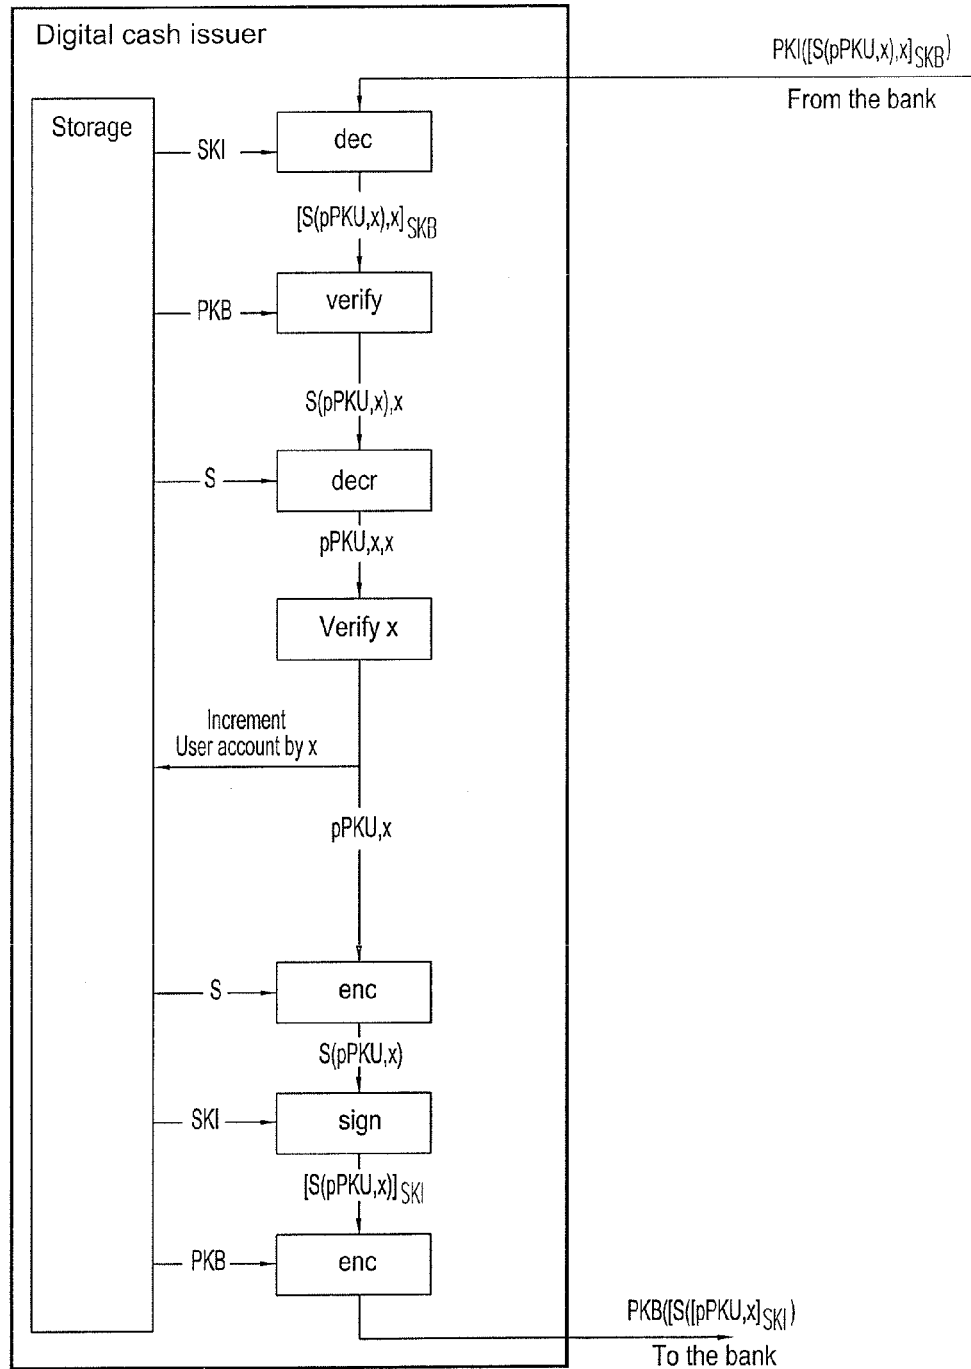 Digital cash issuer
PKI([S(pPKU,x),x]SKB)
From the bank
Storage
dec
SKI
[S(pPKU,x),x]SKB
verify
PKB
S(pPKU,x),x
decr
S
pPKU,x,x
Verify x
Increment
User account by x
pPKU,x
enc
S
S(pPKU,x)
sign
SKI
[S(pPKU,x)]SKI
enc
PKB
PKB([S([pPKU,x]SKI)
To the bank